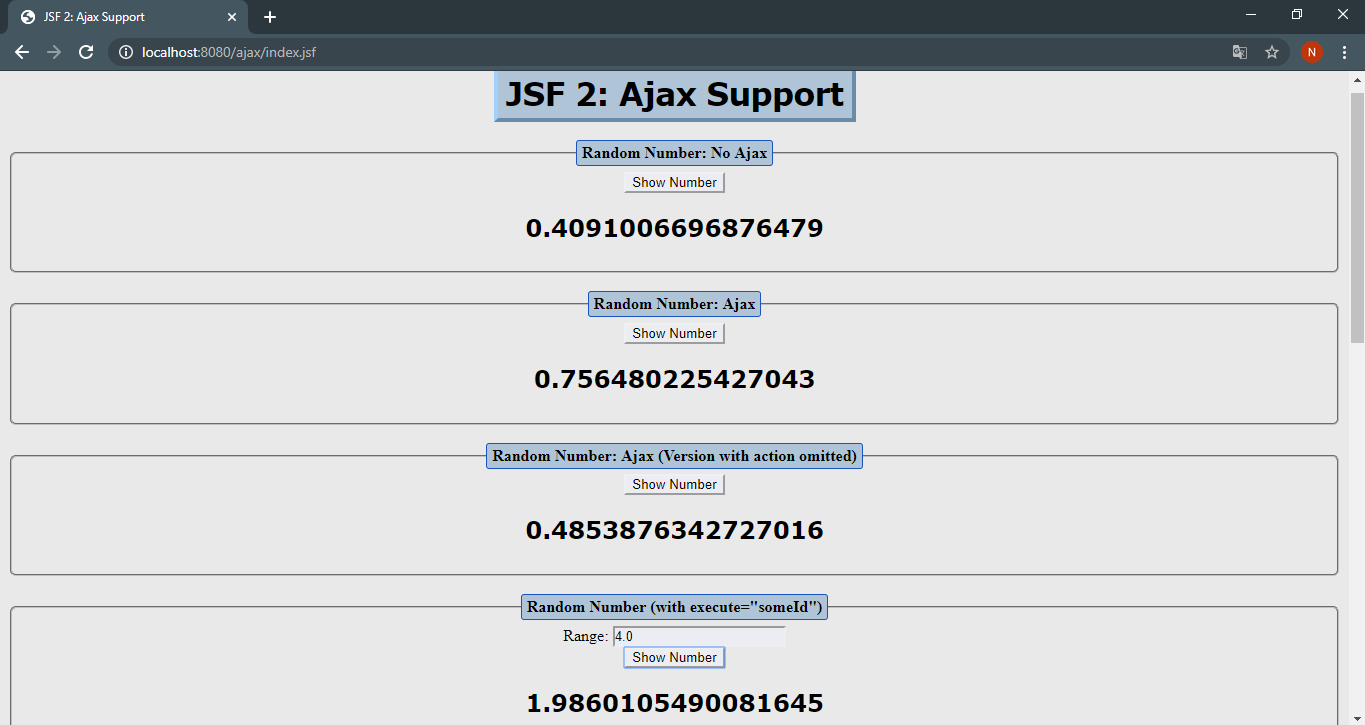 JSF 2: Ajax Support
localhost:8080/ajax/index.jsf
N
JSF 2: Ajax Support
Random Number: No Ajax
Show Number
0.4091006696876479
Random Number: Ajax
Show Number
0.756480225427043
Random Number: Ajax (Version with action omitted)
Show Number
0.4853876342727016
Random Number (with execute="someId")
Range: 4.0
Show Number
1.9860105490081645